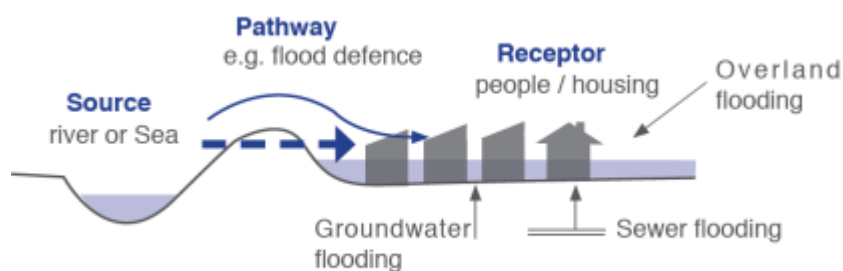 Pathway
e.g. flood defence
Receptor
people / housing
Overland
flooding
Source
river or Sea
Groundwater
flooding
Sewer flooding